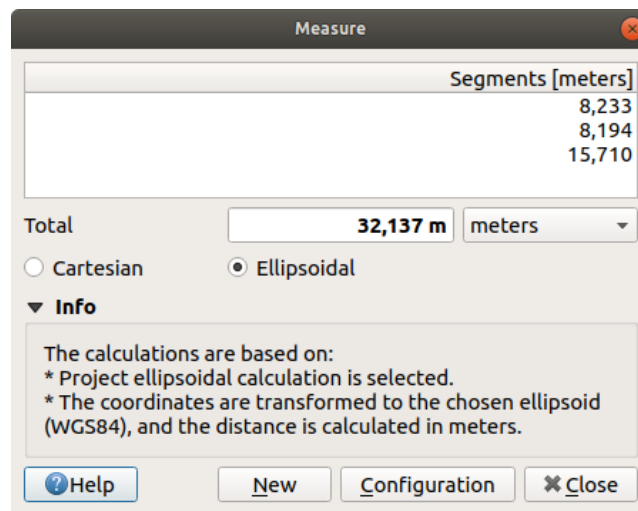 Measure
Segments [meters]
8,233
8,194
15,710
Total 32,137 m meters
Cartesian Ellipsoidal
Info
The calculations are based on:
* Project ellipsoidal calculation is selected.
* The coordinates are transformed to the chosen ellipsoid
(WGS84), and the distance is calculated in meters.
Help New Configuration Close